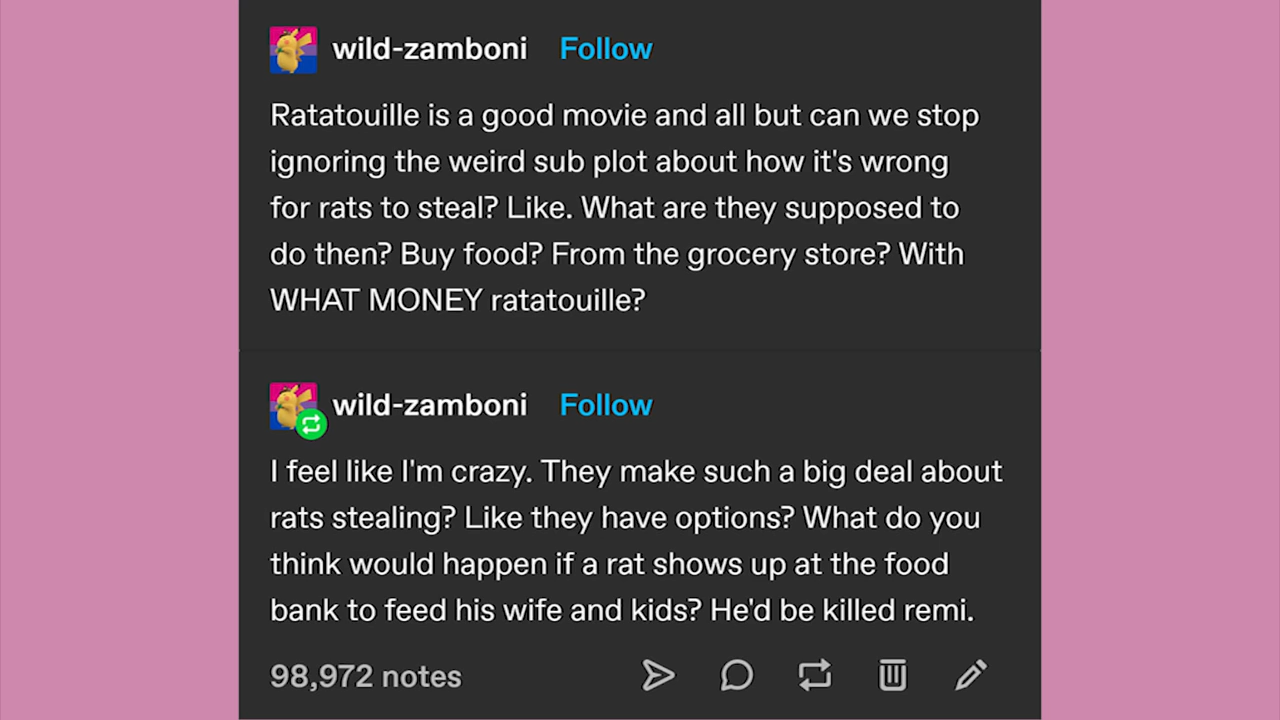 wild-zamboni Follow
Ratatouille is a good movie and all but can we stop
ignoring the weird sub plot about how it's wrong
for rats to steal? Like. What are they supposed to
do then? Buy food? From the grocery store? With
WHAT MONEY ratatouille?
wild-zamboni Follow
I feel like I'm crazy. They make such a big deal about
rats stealing? Like they have options? What do you
think would happen if a rat shows up at the food
bank to feed his wife and kids? He'd be killed remi.
98,972 notes